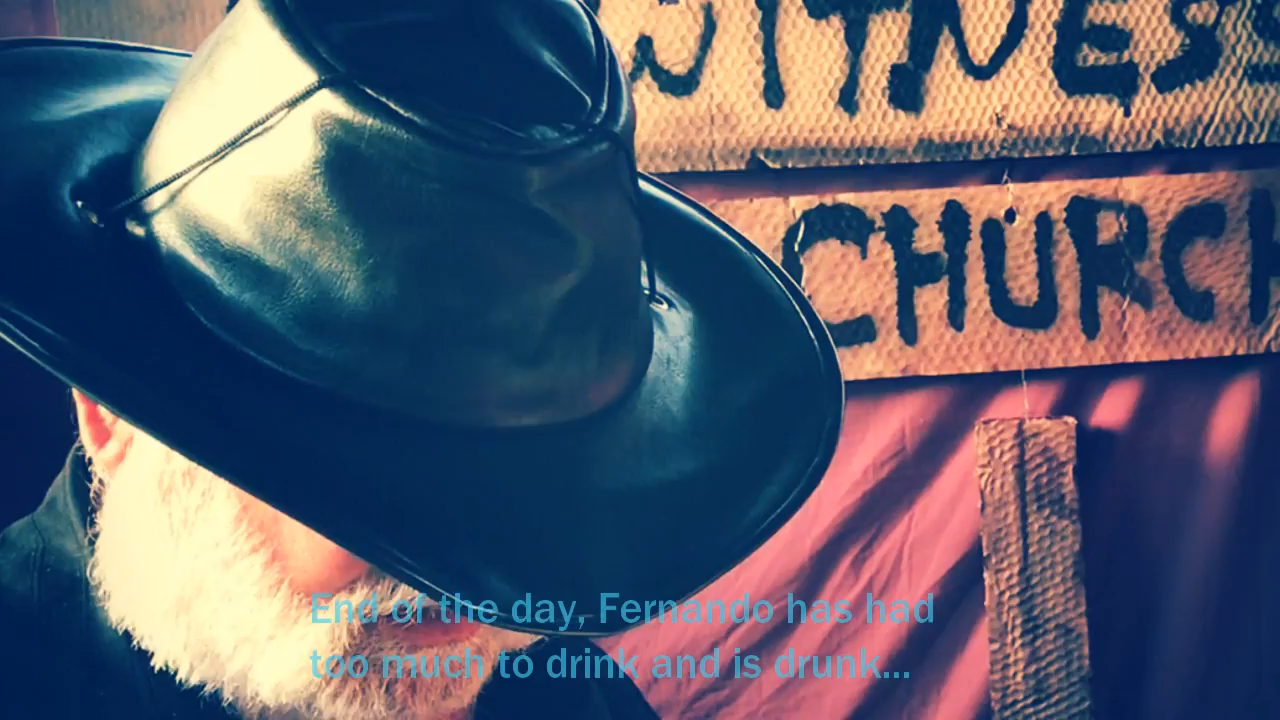 WITNESS
CHURCH
End of the day, Fernando has had
too much to drink and is drunk...